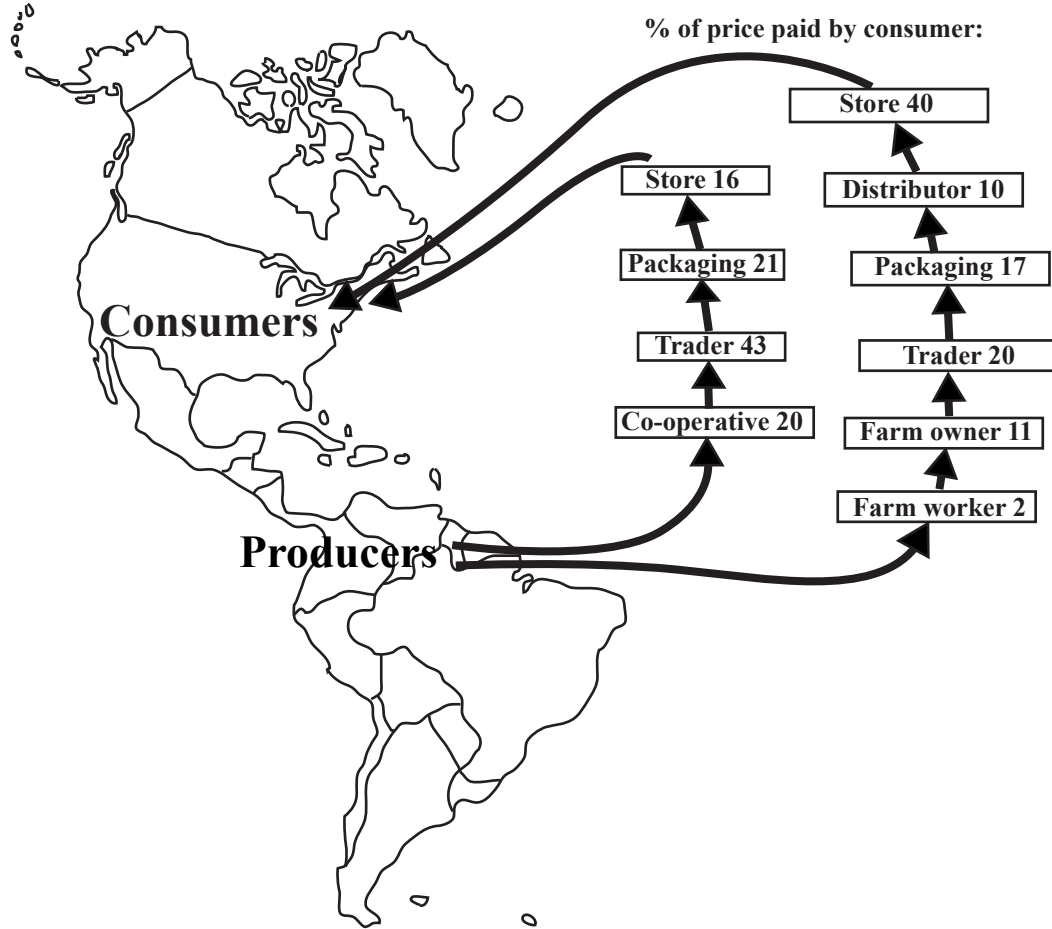 % of price paid by consumer:
Store 40
Store 16
Distributor 10
Packaging 21
Packaging 17
Consumers
Trader 43
Trader 20
Co-operative 20
Farm owner 11
Farm worker 2
Producers